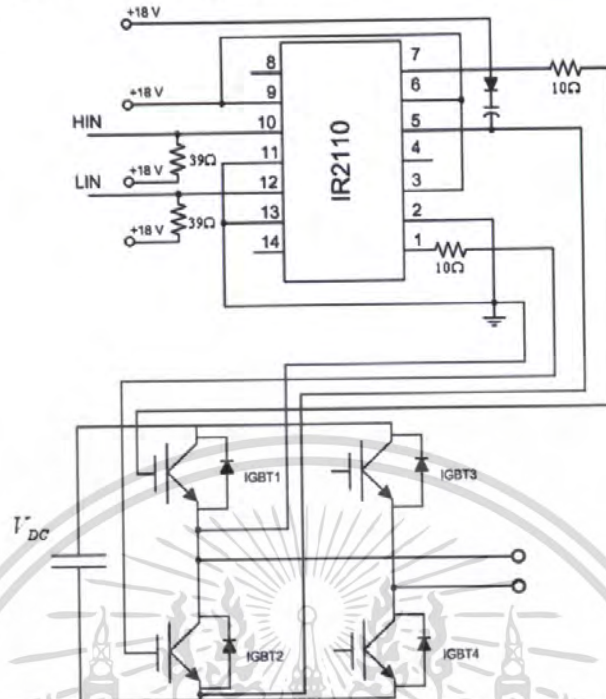 +18 V
+18 V
HIN
+18 V
39Ω
LIN
+18 V
39Ω
8
9
10
11
12
13
14
IR2110
7
6
5
4
3
2
1
10Ω
10Ω
V_DC
IGBT1
IGBT3
IGBT2
IGBT4